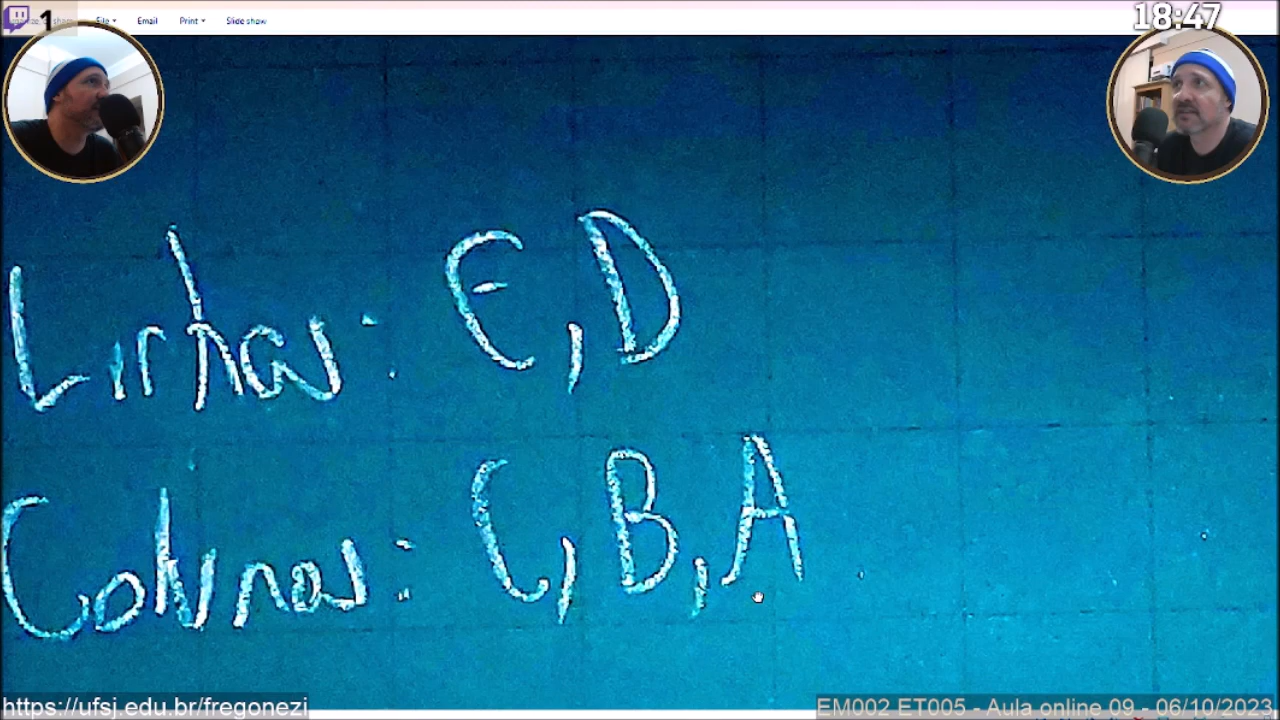 1 File Email Print Slide show
18:47
Linhas: E, D
Colunas: C, B, A
https://ufsj.edu.br/fregonezi
EM002 ET005 - Aula online 09 - 06/10/2023